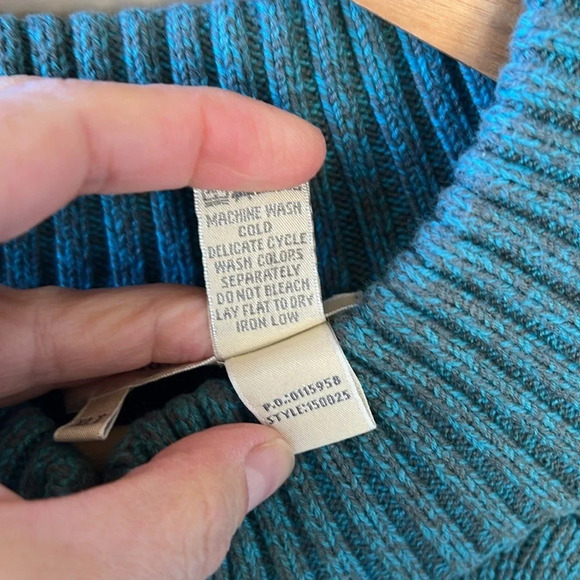 MACHINE WASH
COLD
DELICATE CYCLE
WASH COLORS
SEPARATELY
DO NOT BLEACH
LAY FLAT TO DRY
IRON LOW
P.O.:0115958
STYLE:150025